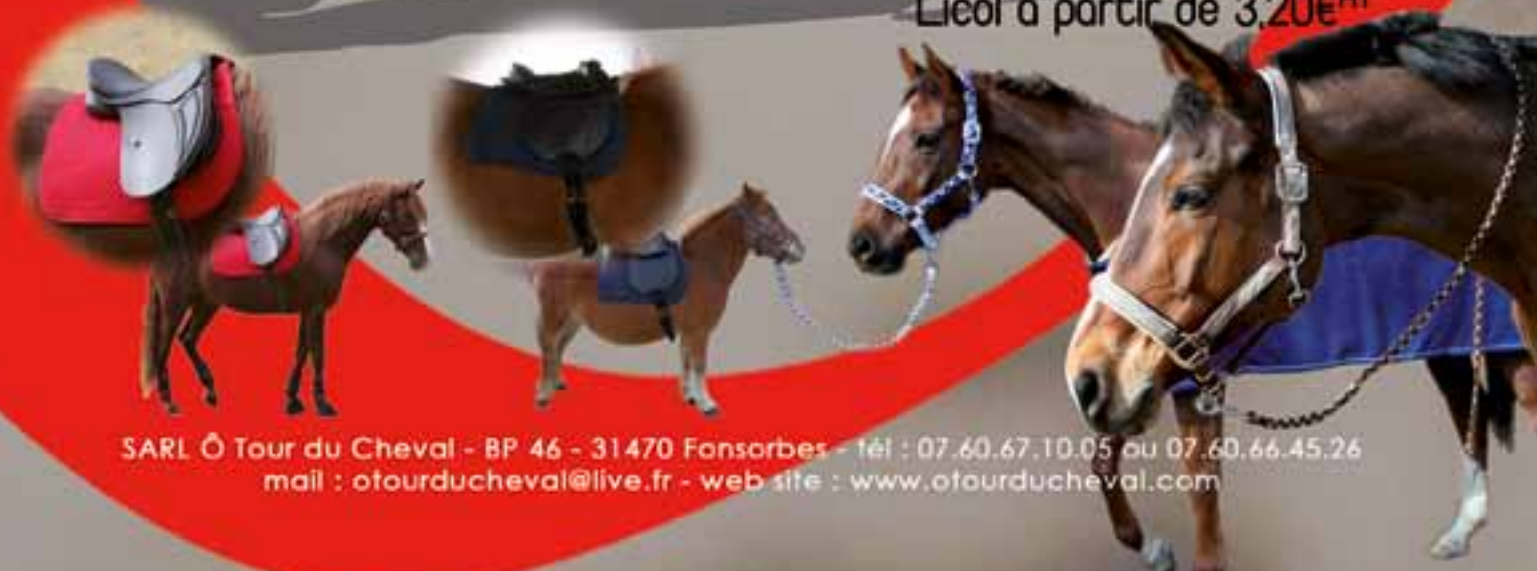 Licol à partir de 3,20€HT
SARL Ô Tour du Cheval - BP 46 - 31470 Fonsorbes - tél : 07.60.67.10.05 ou 07.60.66.45.26
mail : otourducheval@live.fr - web site : www.otourducheval.com